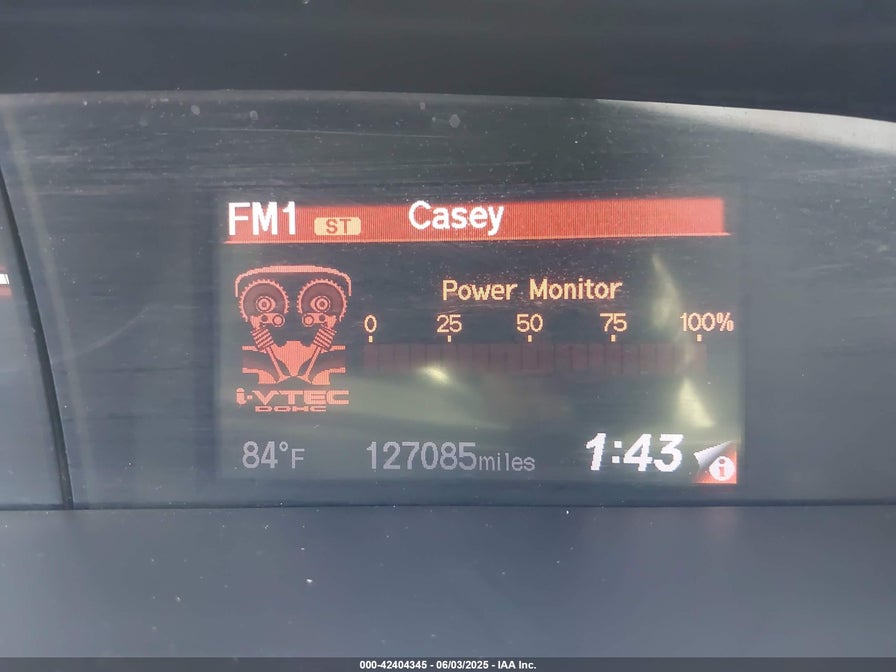 FM1 ST Casey
Power Monitor
0 25 50 75 100%
i-VTEC
DOHC
84°F 127085miles 1:43 i
000-42404345 - 06/03/2025 - IAA Inc.